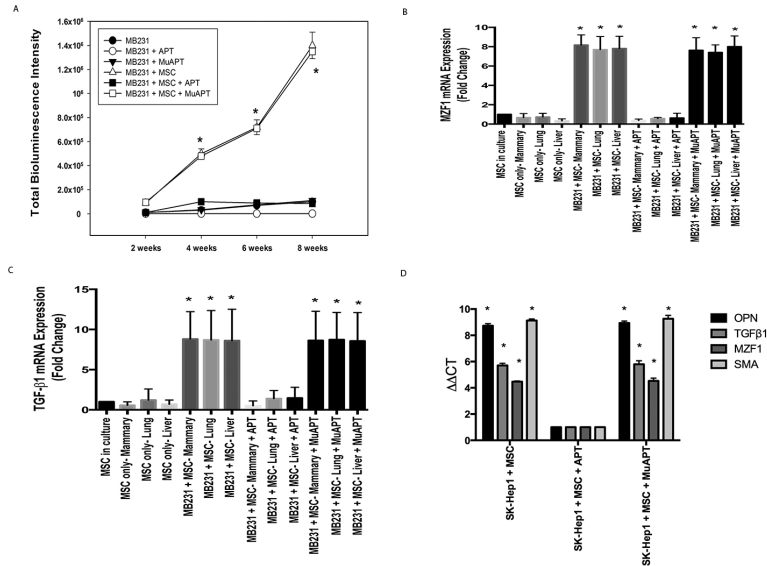 A
Total Bioluminescence Intensity
1.6x10⁶
1.4x10⁶
1.2x10⁶
10⁶
8.0x10⁵
6.0x10⁵
4.0x10⁵
2.0x10⁵
0
MB231
MB231 + APT
MB231 + MuAPT
MB231 + MSC
MB231 + MSC + APT
MB231 + MSC + MuAPT
*
*
*
2 weeks
4 weeks
6 weeks
8 weeks
B
MZF1 mRNA Expression
(Fold Change)
10
8
6
4
2
0
* * * * * *
MSC in culture
MSC only- Mammary
MSC only- Lung
MSC only- Liver
MB231 + MSC- Mammary
MB231 + MSC- Lung
MB231 + MSC- Liver
MB231 + MSC- Mammary + APT
MB231 + MSC- Lung + APT
MB231 + MSC- Liver + APT
MB231 + MSC- Mammary + MuAPT
MB231 + MSC- Lung + MuAPT
MB231 + MSC- Liver + MuAPT
C
TGF-β1 mRNA Expression
(Fold Change)
15
10
5
0
* * * * * *
MSC in culture
MSC only- Mammary
MSC only- Lung
MSC only- Liver
MB231 + MSC- Mammary
MB231 + MSC- Lung
MB231 + MSC- Liver
MB231 + MSC- Mammary + APT
MB231 + MSC- Lung + APT
MB231 + MSC- Liver + APT
MB231 + MSC- Mammary + MuAPT
MB231 + MSC- Lung + MuAPT
MB231 + MSC- Liver + MuAPT
D
ΔΔCT
10
8
6
4
2
0
* * * * * * * *
OPN
TGFβ1
MZF1
SMA
SK-Hep1 + MSC
SK-Hep1 + MSC + APT
SK-Hep1 + MSC + MuAPT